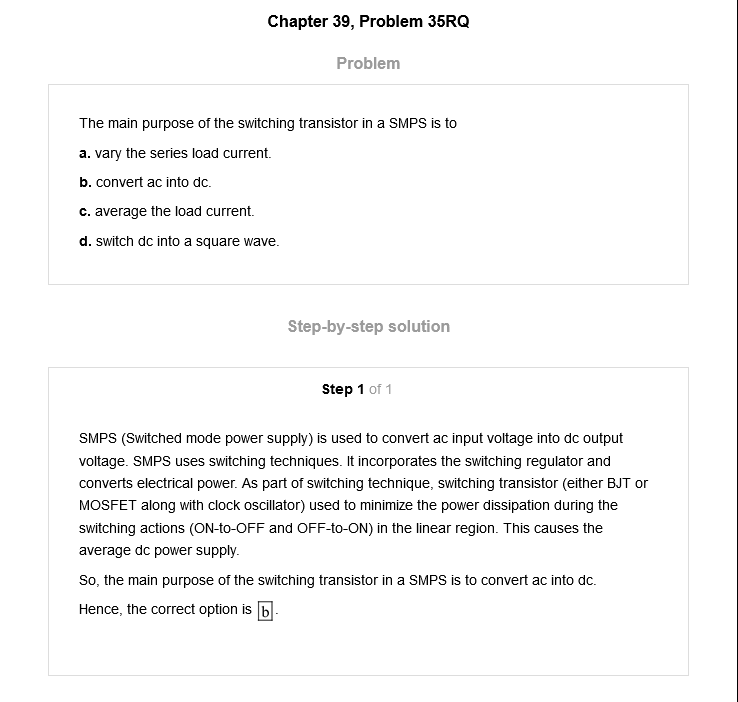 Chapter 39, Problem 35RQ
Problem
The main purpose of the switching transistor in a SMPS is to
a. vary the series load current.
b. convert ac into dc.
c. average the load current.
d. switch dc into a square wave.
Step-by-step solution
Step 1 of 1
SMPS (Switched mode power supply) is used to convert ac input voltage into dc output
voltage. SMPS uses switching techniques. It incorporates the switching regulator and
converts electrical power. As part of switching technique, switching transistor (either BJT or
MOSFET along with clock oscillator) used to minimize the power dissipation during the
switching actions (ON-to-OFF and OFF-to-ON) in the linear region. This causes the
average dc power supply.
So, the main purpose of the switching transistor in a SMPS is to convert ac into dc.
Hence, the correct option is b.